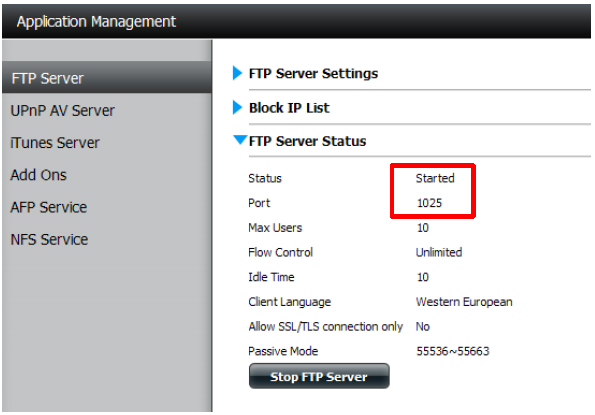 Application Management
FTP Server
UPnP AV Server
iTunes Server
Add Ons
AFP Service
NFS Service
FTP Server Settings
Block IP List
FTP Server Status
Status Started
Port 1025
Max Users 10
Flow Control Unlimited
Idle Time 10
Client Language Western European
Allow SSL/TLS connection only No
Passive Mode 55536~55663
Stop FTP Server